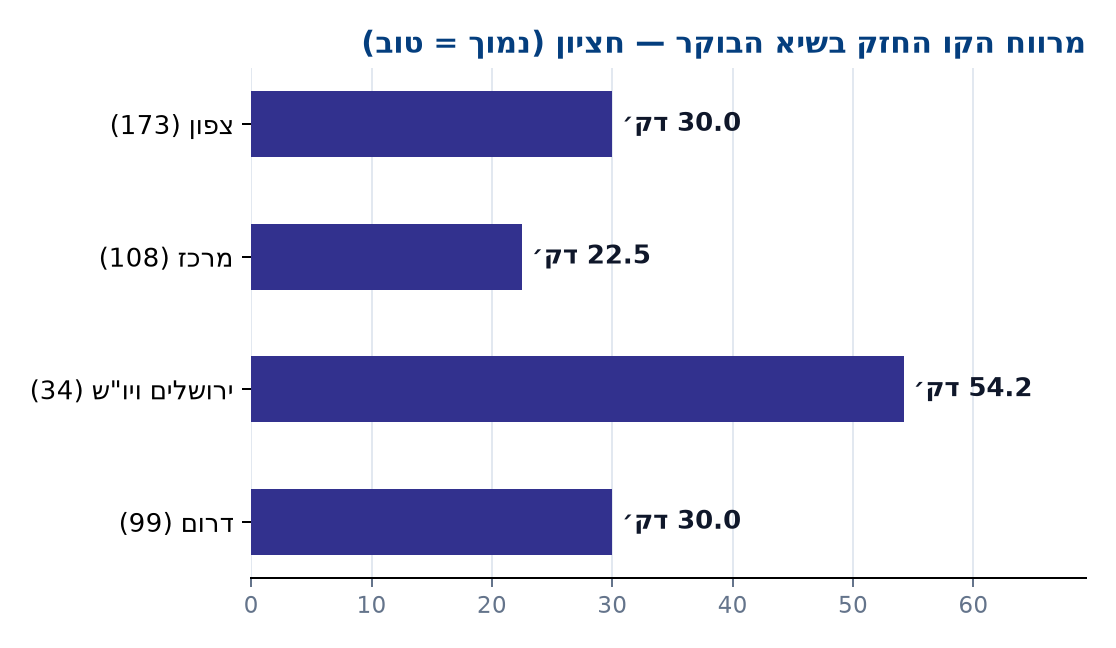 מרווח הקו החזק בשיא הבוקר — חציון (נמוך = טוב)
צפון (173)
30.0 דק׳
מרכז (108)
22.5 דק׳
ירושלים ויו"ש (34)
54.2 דק׳
דרום (99)
30.0 דק׳
0 10 20 30 40 50 60